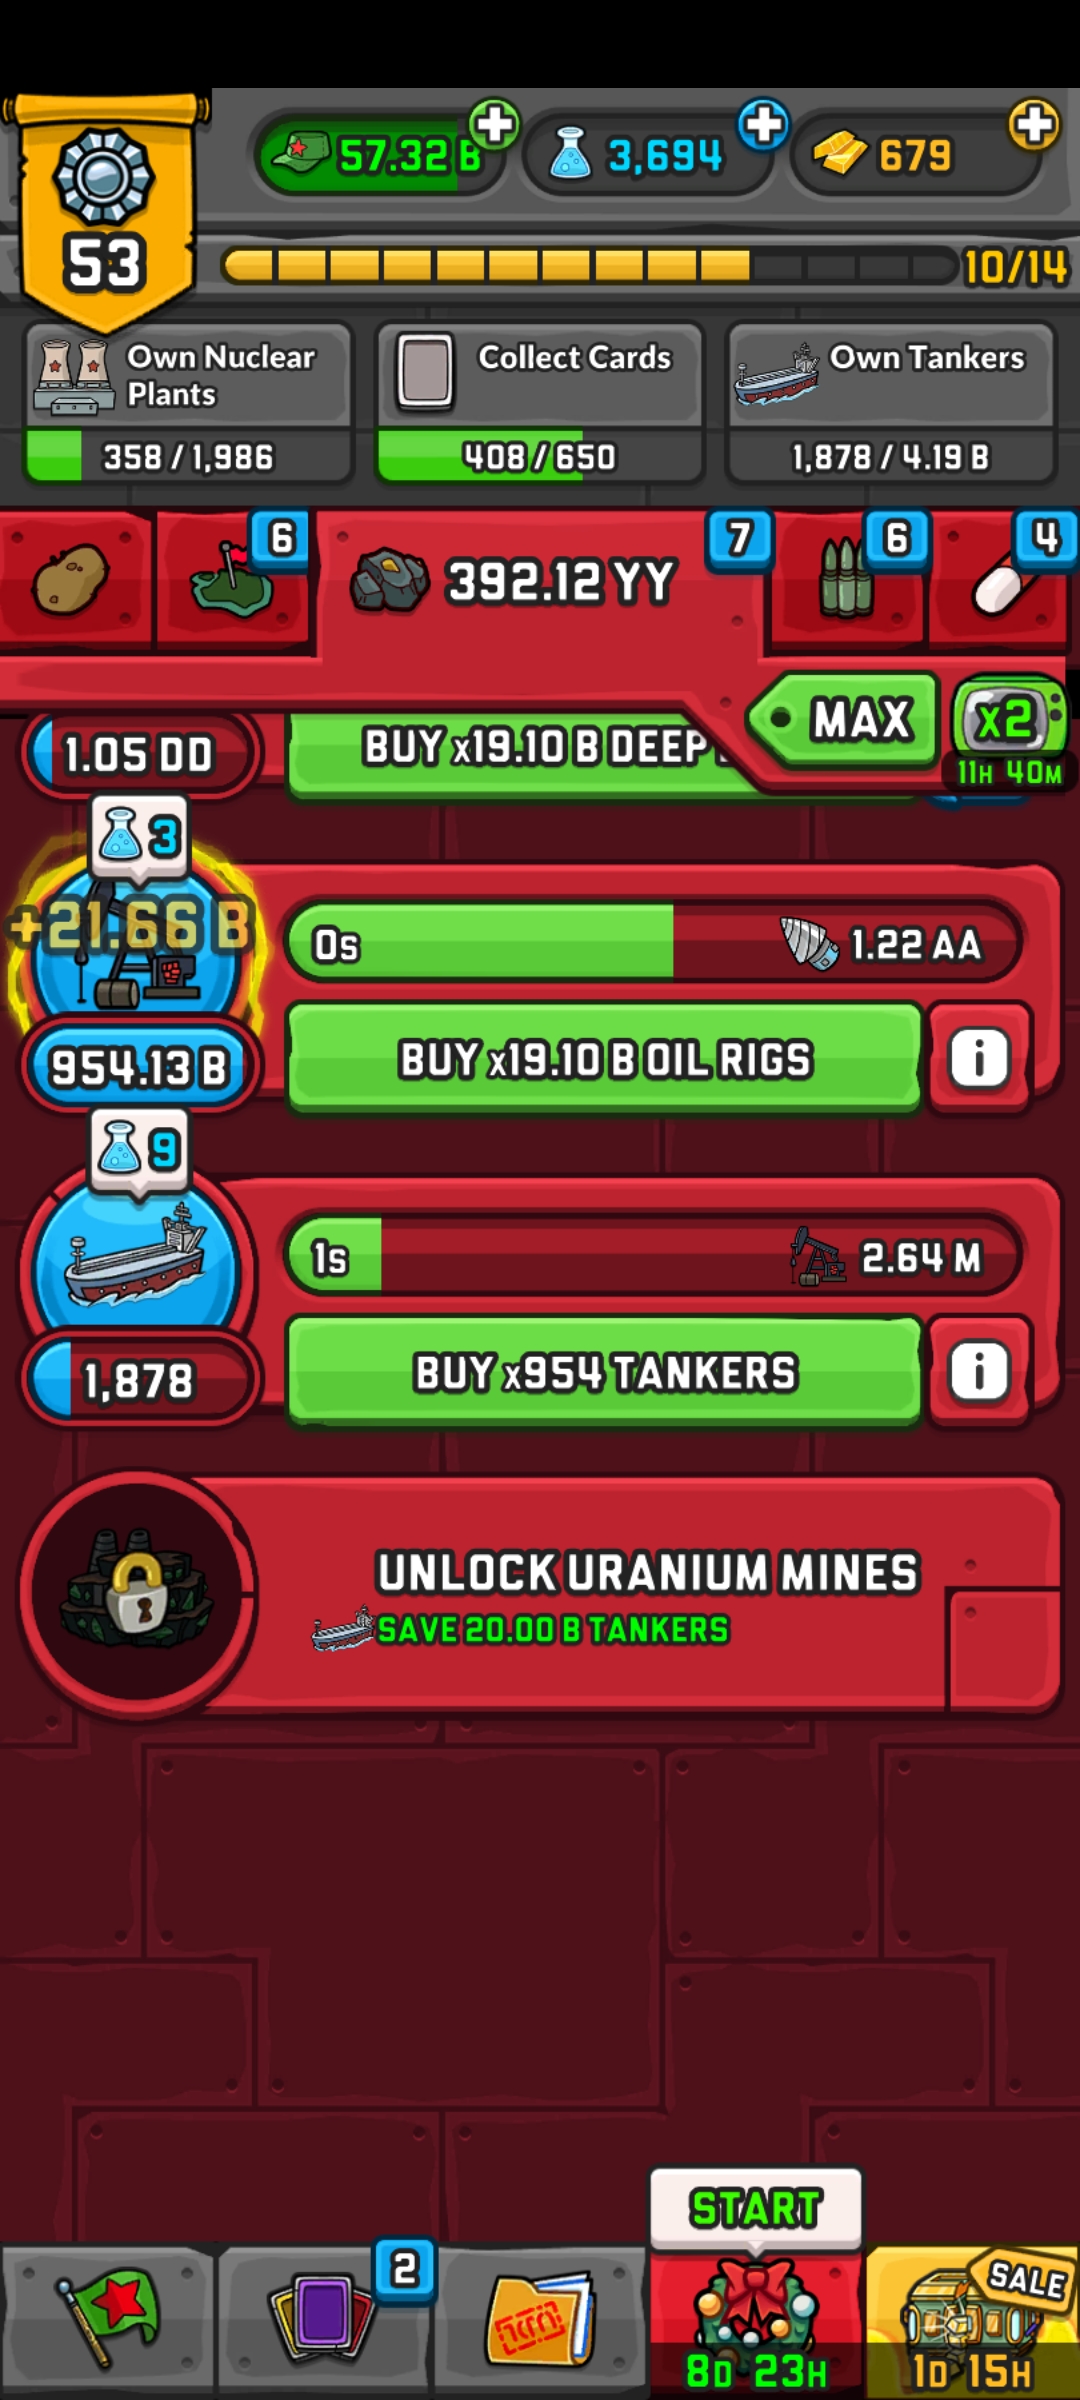 57.32 B
3,694
679
53
10/14
Own Nuclear
Plants
358 / 1,986
Collect Cards
408 / 650
Own Tankers
1,878 / 4.19 B
6
392.12 YY
7
6
4
MAX
x2
11H 40M
1.05 DD
BUY x19.10 B DEEP
3
+21.66 B
0s
1.22 AA
954.13 B
BUY x19.10 B OIL RIGS
i
9
1s
2.64 M
1,878
BUY x954 TANKERS
i
UNLOCK URANIUM MINES
SAVE 20.00 B TANKERS
START
2
SALE
8D 23H
1D 15H